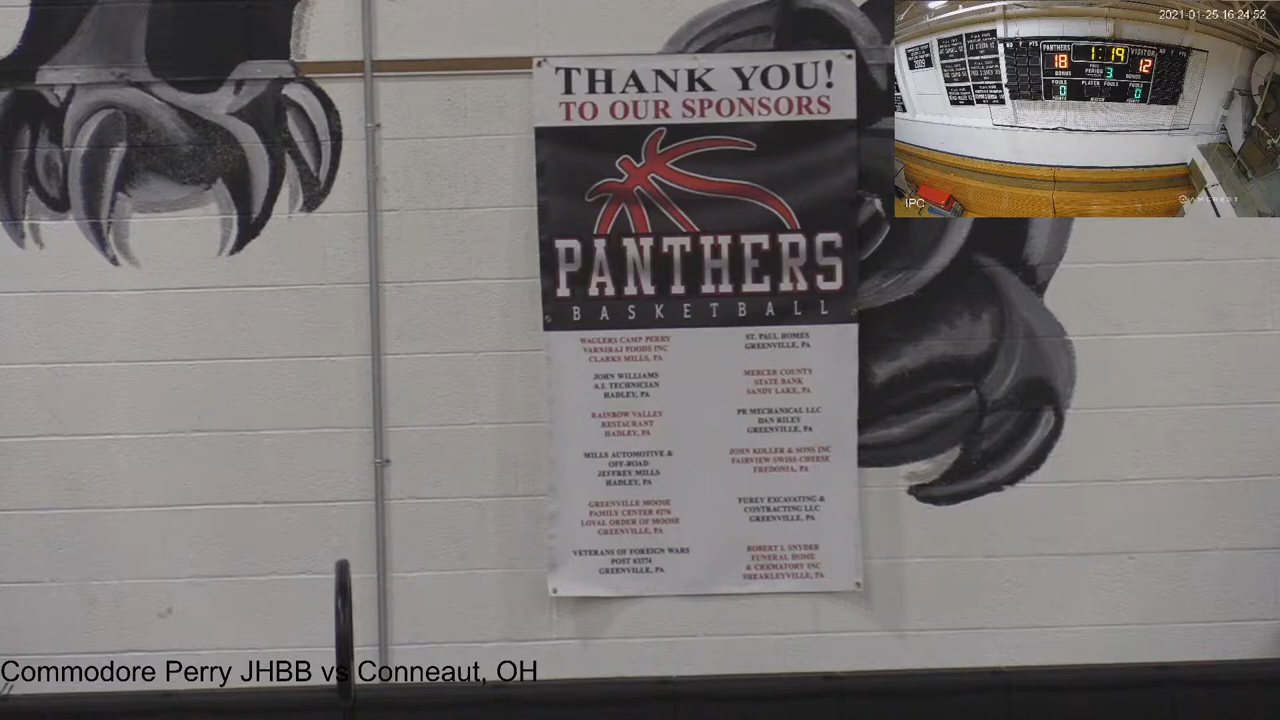 2021-01-25 16:24:52
PANTHERS
1:19
VISITOR
18
12
BONUS
PERIOD
3
BONUS
FOULS
PLAYER FOULS
FOULS
0
0
IPC
AMCREST
THANK YOU!
TO OUR SPONSORS
PANTHERS
BASKETBALL
WAGLERS CAMP PERRY
VARNIRAJ FOODS INC
CLARKS MILLS, PA
JOHN WILLIAMS
A.I. TECHNICIAN
HADLEY, PA
RAINBOW VALLEY
RESTAURANT
HADLEY, PA
MILLS AUTOMOTIVE &
OFF-ROAD
JEFFREY MILLS
HADLEY, PA
GREENVILLE MOOSE
FAMILY CENTER #276
LOYAL ORDER OF MOOSE
GREENVILLE, PA
VETERANS OF FOREIGN WARS
POST #3374
GREENVILLE, PA
ST. PAUL HOMES
GREENVILLE, PA
MERCER COUNTY
STATE BANK
SANDY LAKE, PA
PR MECHANICAL LLC
DAN RILEY
GREENVILLE, PA
JOHN KOLLER & SONS INC
FAIRVIEW SWISS CHEESE
FREDONIA, PA
FUREY EXCAVATING &
CONTRACTING LLC
GREENVILLE, PA
ROBERT L SNYDER
FUNERAL HOME
& CREMATORY INC
SHEAKLEYVILLE, PA
Commodore Perry JHBB vs Conneaut, OH